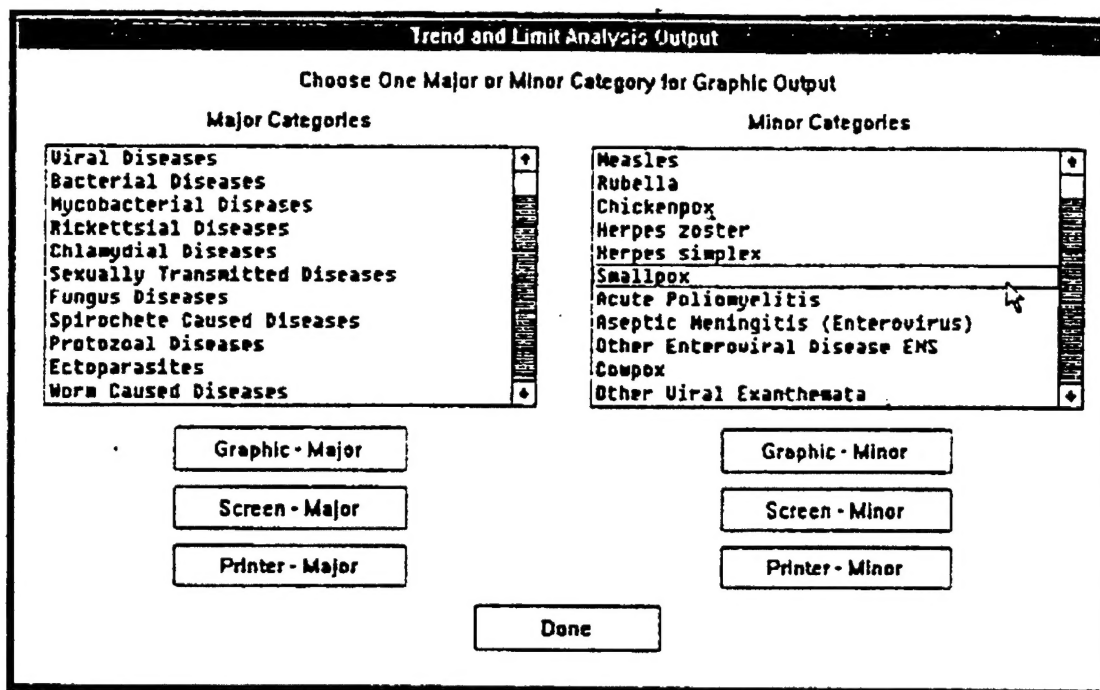 Trend and Limit Analysis Output
Choose One Major or Minor Category for Graphic Output
Major Categories
Viral Diseases
Bacterial Diseases
Mycobacterial Diseases
Rickettsial Diseases
Chlamydial Diseases
Sexually Transmitted Diseases
Fungus Diseases
Spirochete Caused Diseases
Protozoal Diseases
Ectoparasites
Worm Caused Diseases
Graphic - Major
Screen - Major
Printer - Major
Minor Categories
Measles
Rubella
Chickenpox
Herpes zoster
Herpes simplex
Smallpox
Acute Poliomyelitis
Aseptic Meningitis (Enterovirus)
Other Enteroviral Disease ENS
Cowpox
Other Viral Exanthemata
Graphic - Minor
Screen - Minor
Printer - Minor
Done